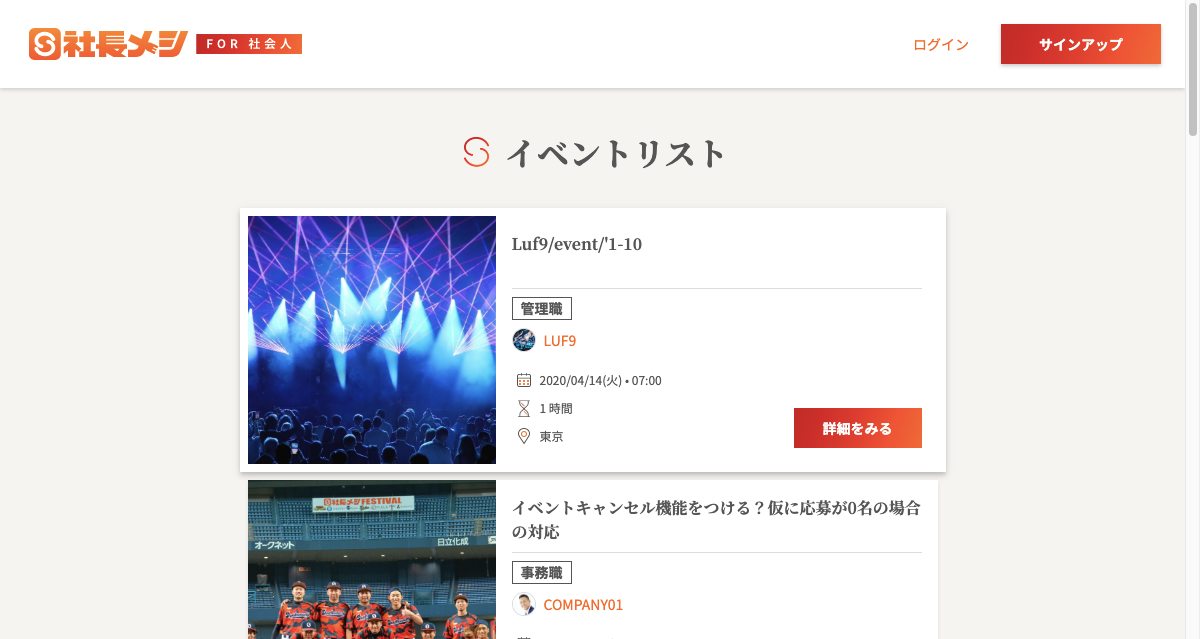 社長メシ FOR 社会人
ログイン
サインアップ
イベントリスト
Luf9/event/'1-10
管理職
LUF9
2020/04/14(火) • 07:00
1 時間
東京
詳細をみる
イベントキャンセル機能をつける？仮に応募が0名の場合
の対応
社長メシ FESTIVAL
オークネット
日立化成
事務職
COMPANY01